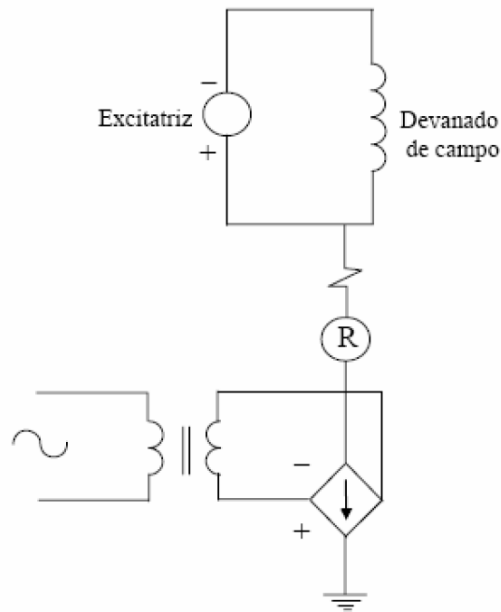 −
Excitatriz
+
Devanado
de campo
R
−
+